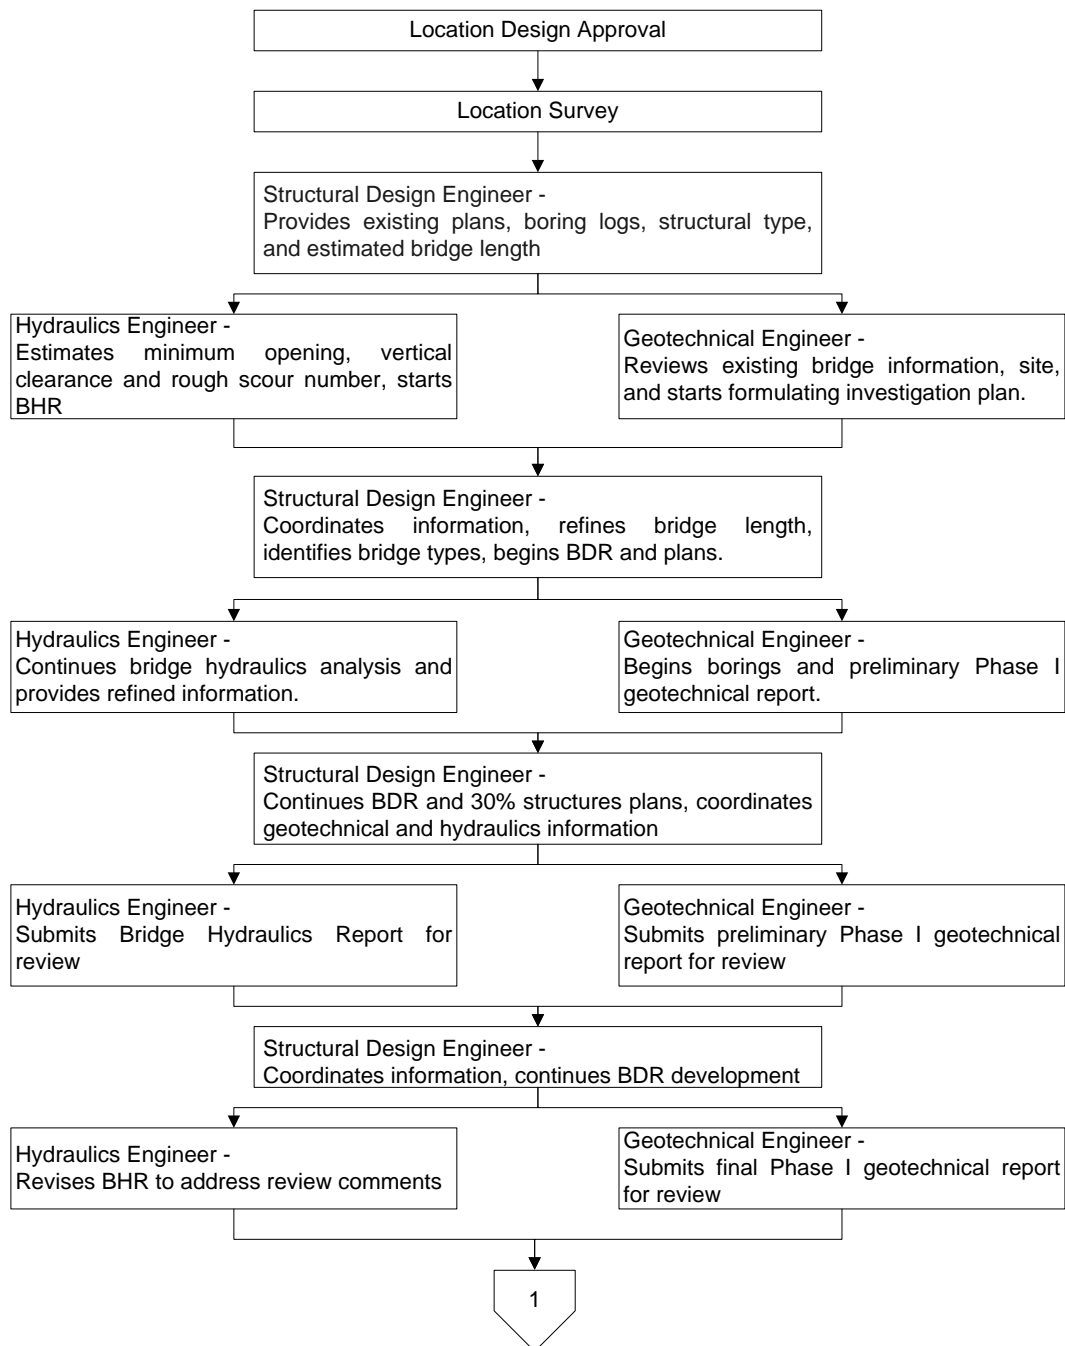 Location Design Approval
Location Survey
Structural Design Engineer -
Provides existing plans, boring logs, structural type,
and estimated bridge length
Hydraulics Engineer -
Estimates minimum opening, vertical
clearance and rough scour number, starts
BHR
Geotechnical Engineer -
Reviews existing bridge information, site,
and starts formulating investigation plan.
Structural Design Engineer -
Coordinates information, refines bridge length,
identifies bridge types, begins BDR and plans.
Hydraulics Engineer -
Continues bridge hydraulics analysis and
provides refined information.
Geotechnical Engineer -
Begins borings and preliminary Phase I
geotechnical report.
Structural Design Engineer -
Continues BDR and 30% structures plans, coordinates
geotechnical and hydraulics information
Hydraulics Engineer -
Submits Bridge Hydraulics Report for
review
Geotechnical Engineer -
Submits preliminary Phase I geotechnical
report for review
Structural Design Engineer -
Coordinates information, continues BDR development
Hydraulics Engineer -
Revises BHR to address review comments
Geotechnical Engineer -
Submits final Phase I geotechnical report
for review
1